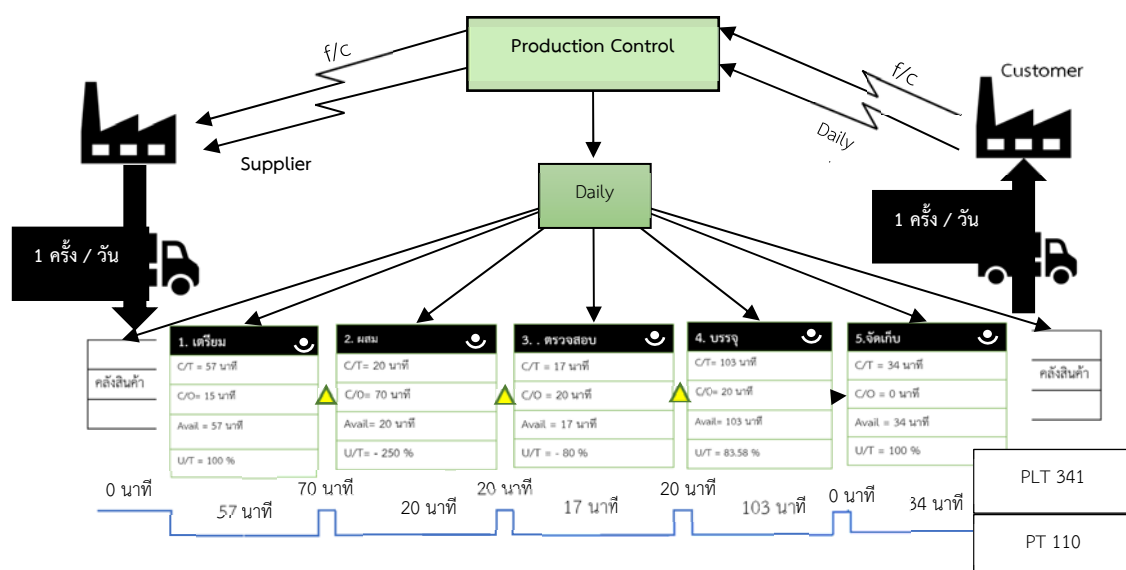 Production Control
f/c
f/c
Daily
Customer
Supplier
Daily
1 ครั้ง / วัน
1 ครั้ง / วัน
คลังสินค้า
1. เตรียม
C/T = 57 นาที
C/O= 15 นาที
Avail = 57 นาที
U/T = 100 %
2. ผสม
C/T= 20 นาที
C/O= 70 นาที
Avail= 20 นาที
U/T= - 250 %
3. . ตรวจสอบ
C/T = 17 นาที
C/O = 20 นาที
Avail = 17 นาที
U/T = - 80 %
4. บรรจุ
C/T= 103 นาที
C/O= 20 นาที
Avail= 103 นาที
U/T = 83.58 %
5.จัดเก็บ
C/T = 34 นาที
C/O = 0 นาที
Avail = 34 นาที
U/T = 100 %
คลังสินค้า
0 นาที
57 นาที
70 นาที
20 นาที
20 นาที
17 นาที
20 นาที
103 นาที
0 นาที
34 นาที
PLT 341
PT 110